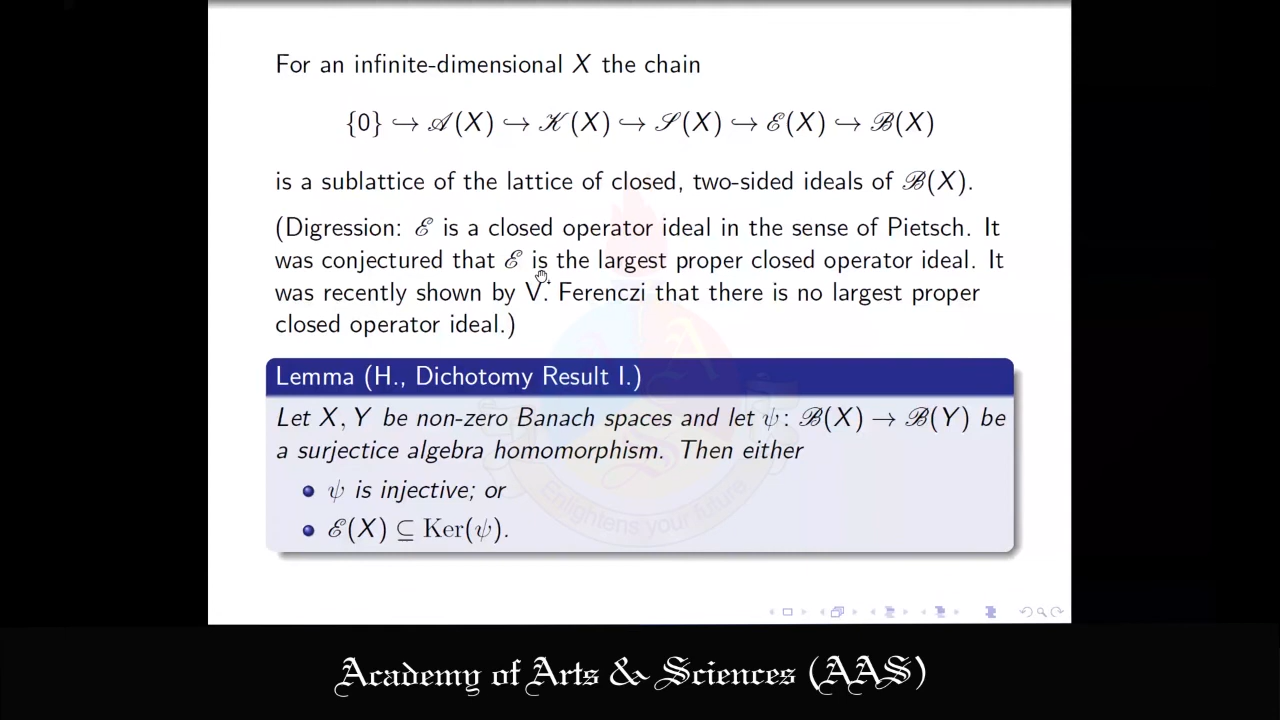 For an infinite-dimensional X the chain
{0} ↪ 𝒜(X) ↪ 𝒦(X) ↪ 𝒮(X) ↪ ℰ(X) ↪ ℬ(X)
is a sublattice of the lattice of closed, two-sided ideals of ℬ(X).
(Digression: ℰ is a closed operator ideal in the sense of Pietsch. It
was conjectured that ℰ is the largest proper closed operator ideal. It
was recently shown by V. Ferenczi that there is no largest proper
closed operator ideal.)
Lemma (H., Dichotomy Result I.)
Let X, Y be non-zero Banach spaces and let ψ: ℬ(X) → ℬ(Y) be
a surjectice algebra homomorphism. Then either
• ψ is injective; or
• ℰ(X) ⊆ Ker(ψ).
Enlightens your future
Academy of Arts & Sciences (AAS)